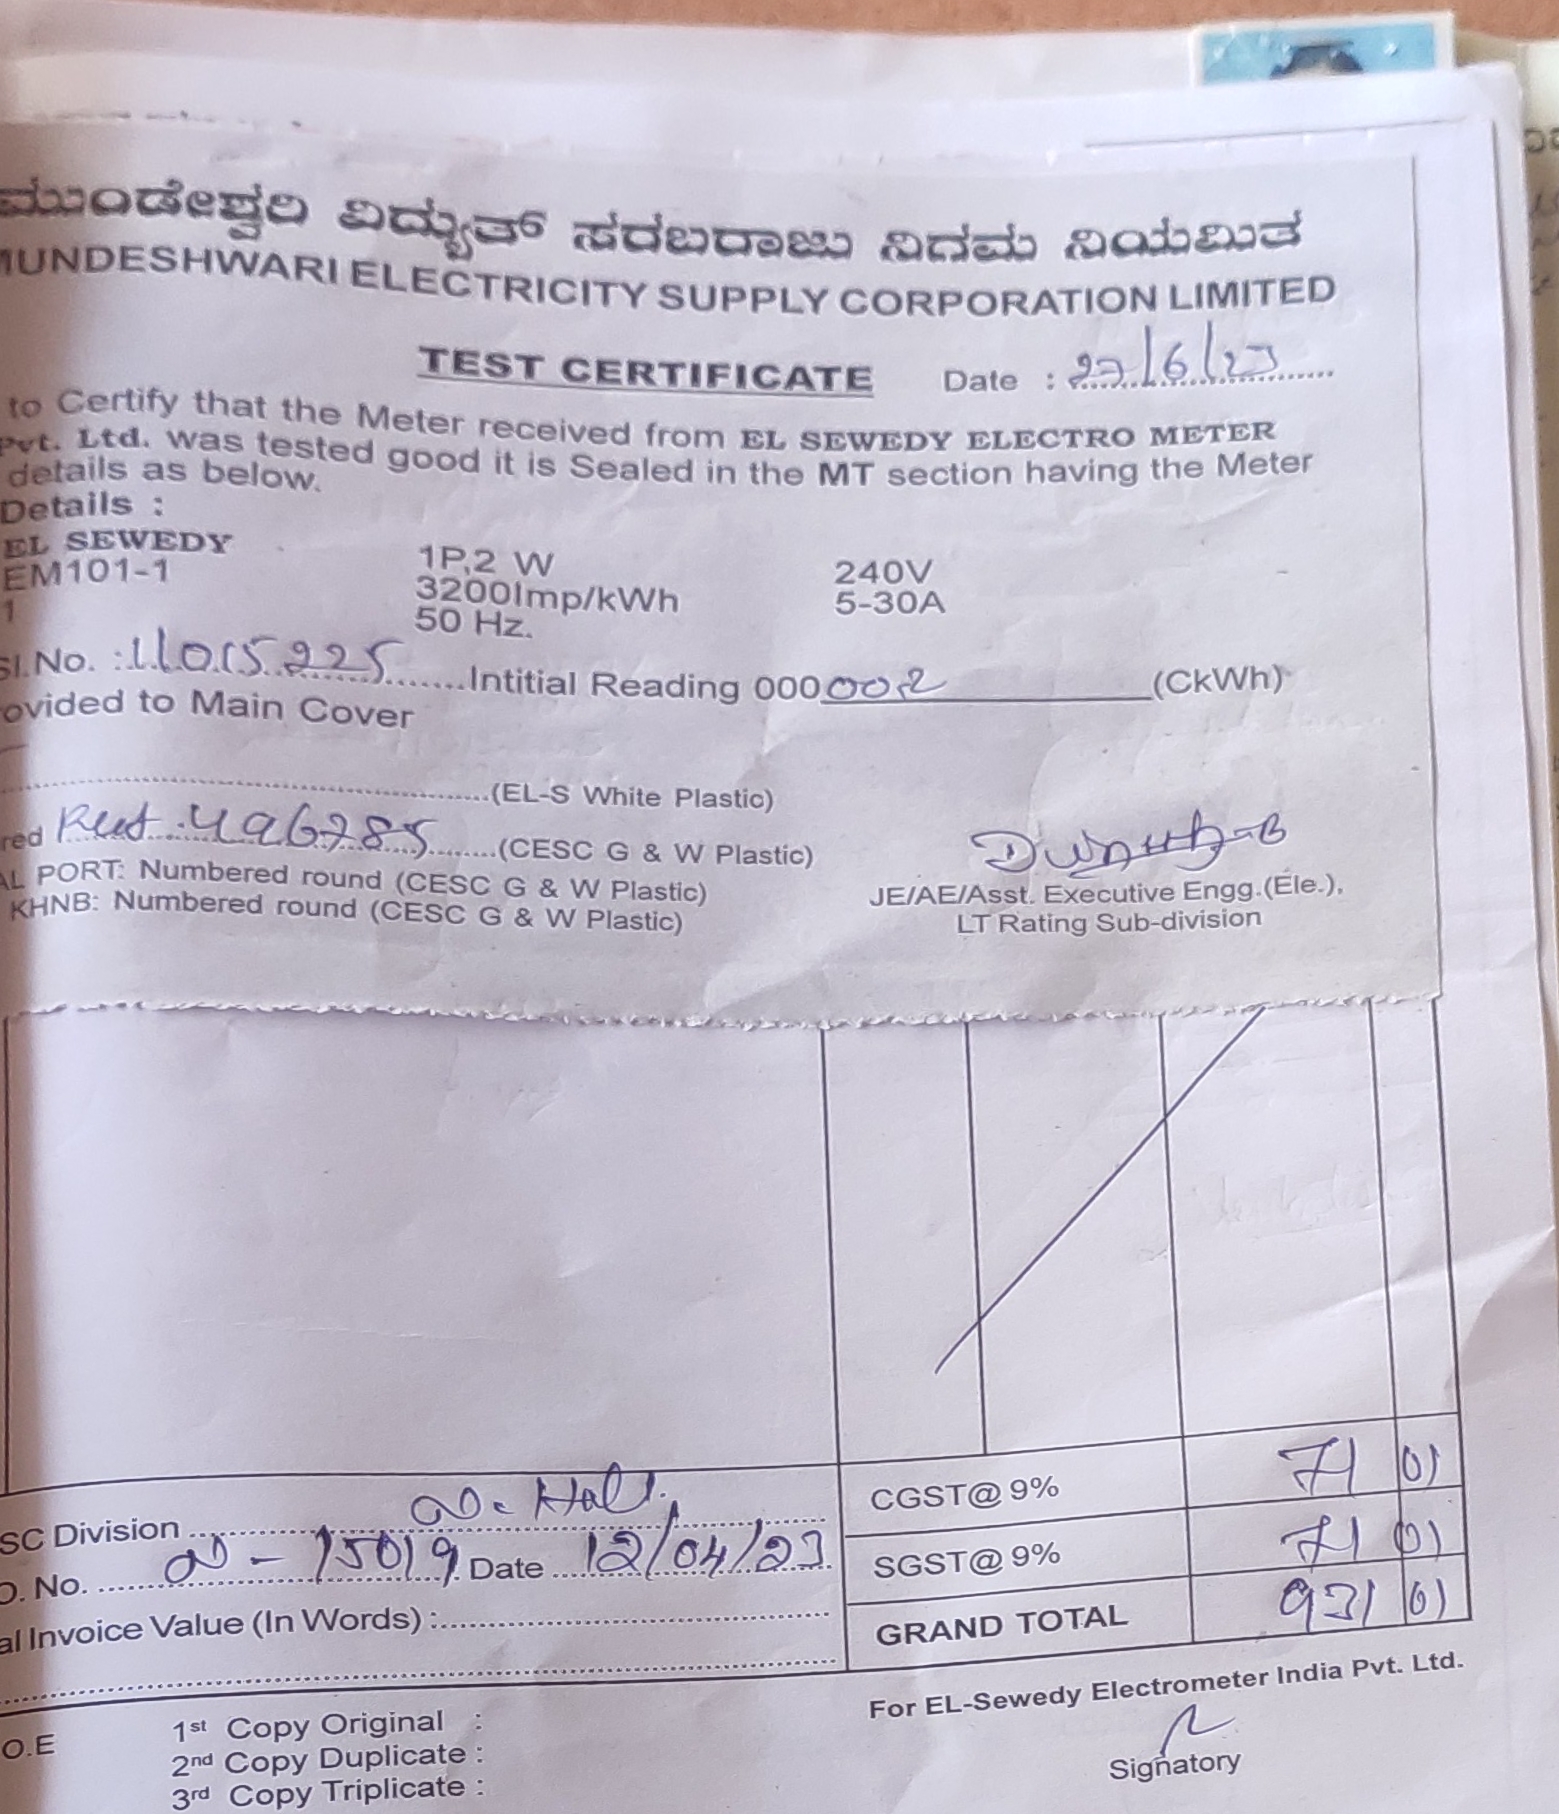 ಮುಂಡೇಶ್ವರಿ ವಿದ್ಯುತ್ ಸರಬರಾಜು ನಿಗಮ ನಿಯಮಿತ
MUNDESHWARI ELECTRICITY SUPPLY CORPORATION LIMITED
TEST CERTIFICATE Date : 27/6/23
to Certify that the Meter received from EL SEWEDY ELECTRO METER
Pvt. Ltd. was tested good it is Sealed in the MT section having the Meter
details as below.
Details :
EL SEWEDY
EM101-1 1P,2 W 240V
1 3200Imp/kWh 5-30A
50 Hz.
Sl.No. : 11015225 Intitial Reading 000002 (CkWh)
ovided to Main Cover
(EL-S White Plastic)
red 496785 (CESC G & W Plastic)
AL PORT: Numbered round (CESC G & W Plastic)
KHNB: Numbered round (CESC G & W Plastic)
JE/AE/Asst. Executive Engg.(Ele.),
LT Rating Sub-division
CGST@ 9% 71 01
SC Division
SGST@ 9% 71 01
O. No. 15019 Date 12/04/23
GRAND TOTAL 931 01
al Invoice Value (In Words) :
For EL-Sewedy Electrometer India Pvt. Ltd.
O.E 1st Copy Original :
2nd Copy Duplicate :
3rd Copy Triplicate :
Signatory